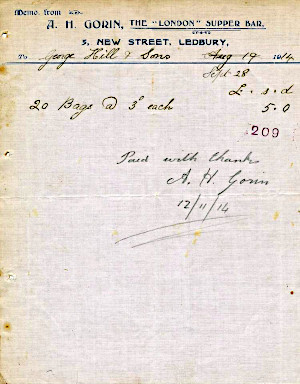 Memo. from
A. H. GORIN, THE "LONDON" SUPPER BAR,
5, NEW STREET, LEDBURY,
To George Hill & Sons Aug 19 1914
Sept 28
£ . s . d
20 Bags @ 3d each 5.0
209
Paid with thanks
A. H. Gorin
12/11/14